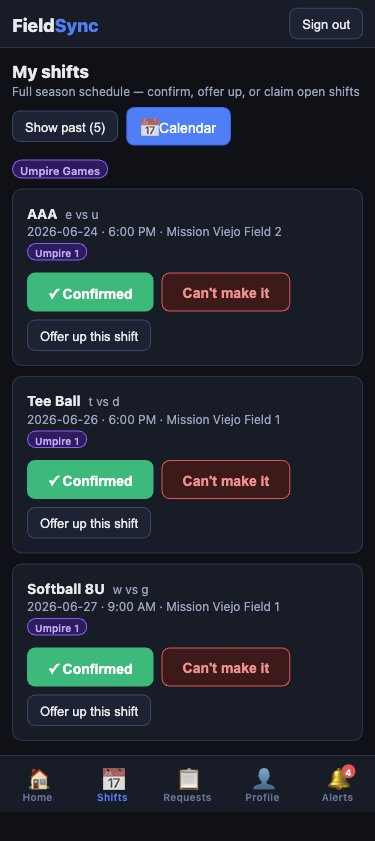 FieldSync
Sign out
My shifts
Full season schedule — confirm, offer up, or claim open shifts
Show past (5)
📅Calendar
Umpire Games
AAA e vs u
2026-06-24 · 6:00 PM · Mission Viejo Field 2
Umpire 1
✓ Confirmed
Can't make it
Offer up this shift
Tee Ball t vs d
2026-06-26 · 6:00 PM · Mission Viejo Field 1
Umpire 1
✓ Confirmed
Can't make it
Offer up this shift
Softball 8U w vs g
2026-06-27 · 9:00 AM · Mission Viejo Field 1
Umpire 1
✓ Confirmed
Can't make it
Offer up this shift
4
Home
Shifts
Requests
Profile
Alerts